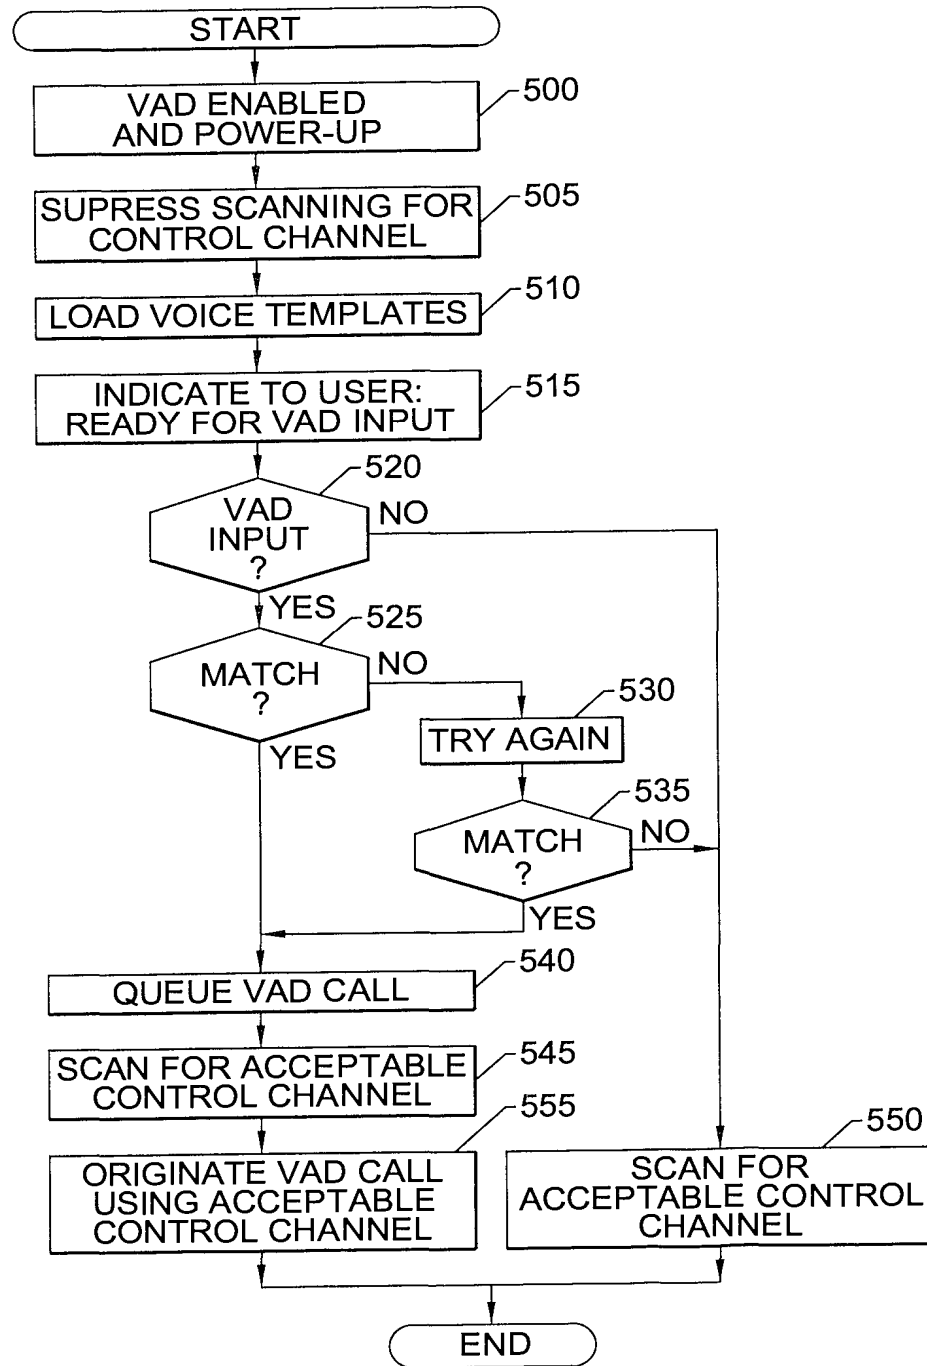 START
VAD ENABLED
AND POWER-UP
500
SUPRESS SCANNING FOR
CONTROL CHANNEL
505
LOAD VOICE TEMPLATES
510
INDICATE TO USER:
READY FOR VAD INPUT
515
VAD
INPUT
?
520
NO
YES
MATCH
?
525
NO
YES
TRY AGAIN
530
MATCH
?
535
NO
YES
QUEUE VAD CALL
540
SCAN FOR ACCEPTABLE
CONTROL CHANNEL
545
ORIGINATE VAD CALL
USING ACCEPTABLE
CONTROL CHANNEL
555
SCAN FOR
ACCEPTABLE CONTROL
CHANNEL
550
END